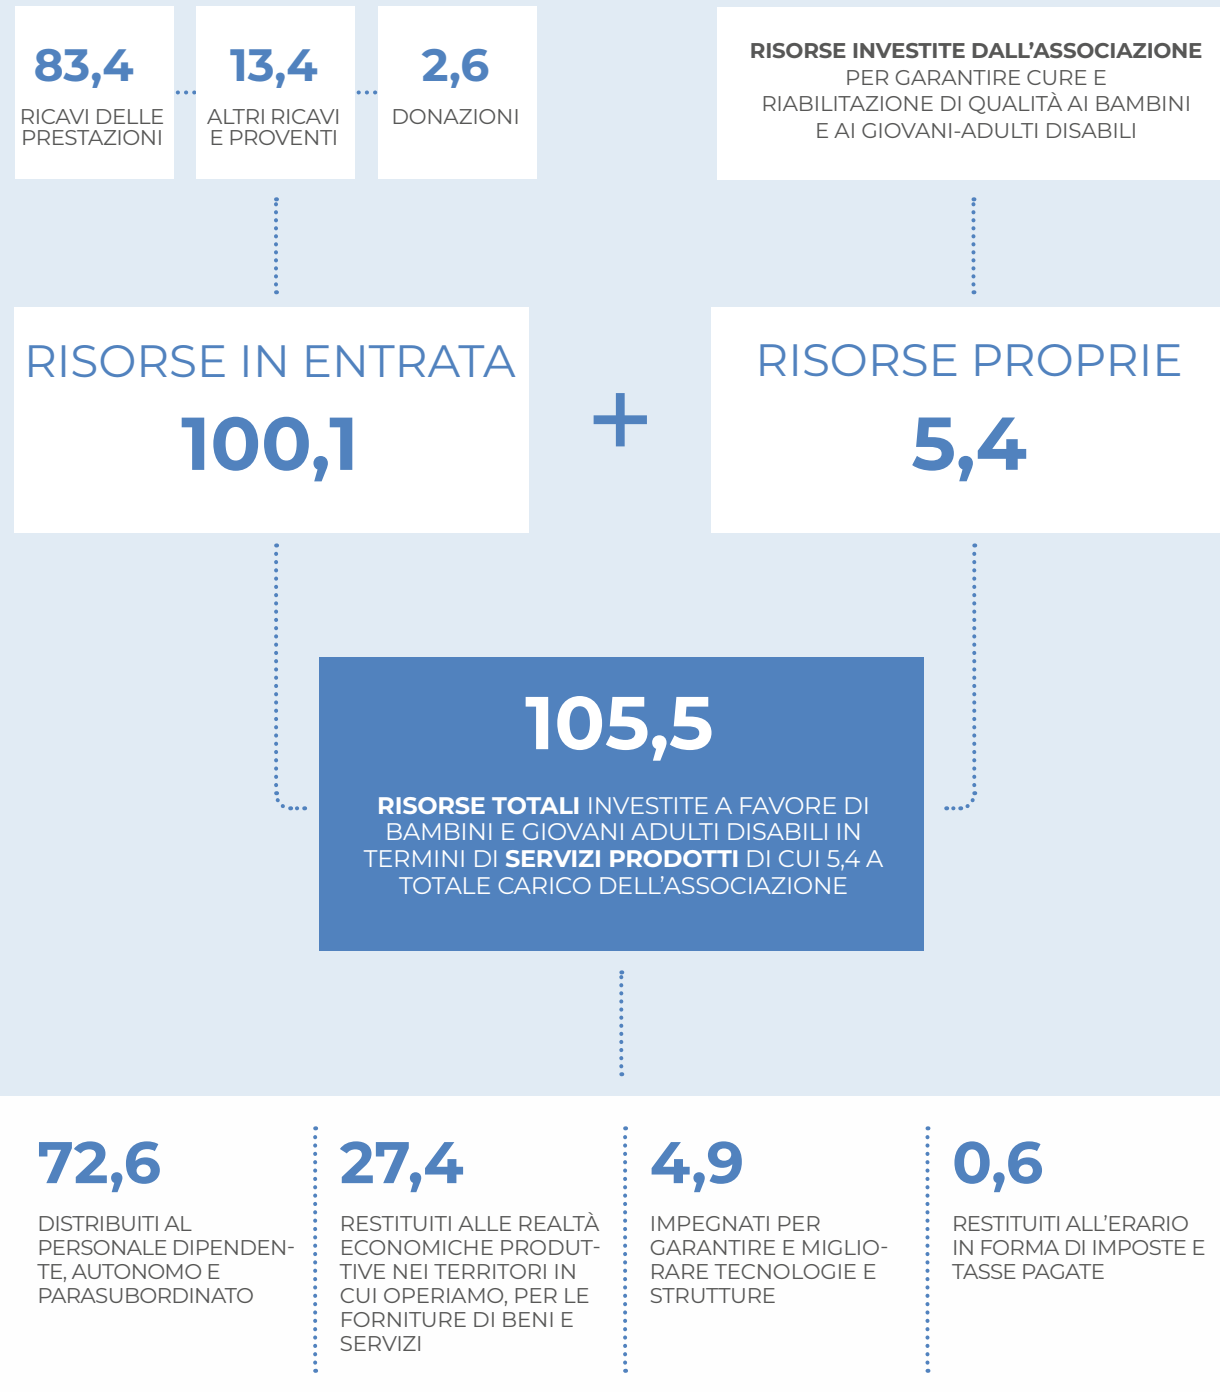 83,4
RICAVI DELLE
PRESTAZIONI
13,4
ALTRI RICAVI
E PROVENTI
2,6
DONAZIONI
RISORSE INVESTITE DALL'ASSOCIAZIONE
PER GARANTIRE CURE E
RIABILITAZIONE DI QUALITÀ AI BAMBINI
E AI GIOVANI-ADULTI DISABILI
RISORSE IN ENTRATA
100,1
+
RISORSE PROPRIE
5,4
105,5
RISORSE TOTALI INVESTITE A FAVORE DI
BAMBINI E GIOVANI ADULTI DISABILI IN
TERMINI DI SERVIZI PRODOTTI DI CUI 5,4 A
TOTALE CARICO DELL'ASSOCIAZIONE
72,6
DISTRIBUITI AL
PERSONALE DIPENDEN-
TE, AUTONOMO E
PARASUBORDINATO
27,4
RESTITUITI ALLE REALTÀ
ECONOMICHE PRODUT-
TIVE NEI TERRITORI IN
CUI OPERIAMO, PER LE
FORNITURE DI BENI E
SERVIZI
4,9
IMPEGNATI PER
GARANTIRE E MIGLIO-
RARE TECNOLOGIE E
STRUTTURE
0,6
RESTITUITI ALL'ERARIO
IN FORMA DI IMPOSTE E
TASSE PAGATE